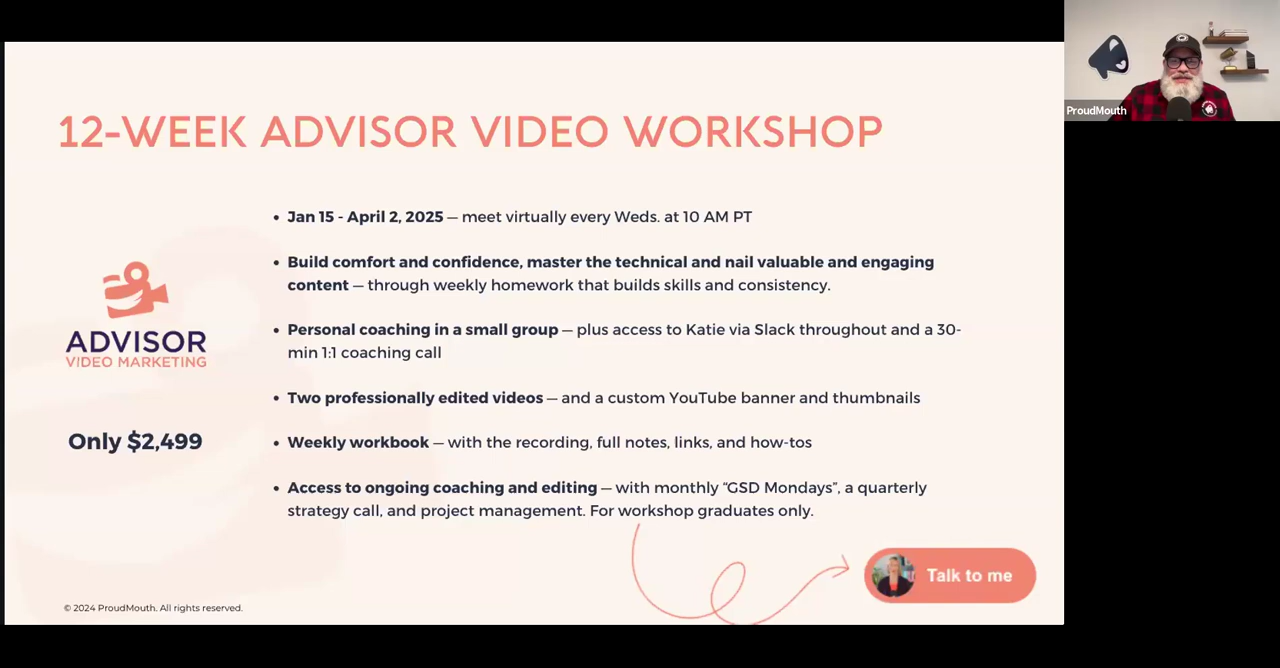 12-WEEK ADVISOR VIDEO WORKSHOP
• Jan 15 - April 2, 2025 — meet virtually every Weds. at 10 AM PT
• Build comfort and confidence, master the technical and nail valuable and engaging
content — through weekly homework that builds skills and consistency.
• Personal coaching in a small group — plus access to Katie via Slack throughout and a 30-
min 1:1 coaching call
• Two professionally edited videos — and a custom YouTube banner and thumbnails
• Weekly workbook — with the recording, full notes, links, and how-tos
• Access to ongoing coaching and editing — with monthly “GSD Mondays”, a quarterly
strategy call, and project management. For workshop graduates only.
ADVISOR
VIDEO MARKETING
Only $2,499
Talk to me
© 2024 ProudMouth. All rights reserved.
ProudMouth